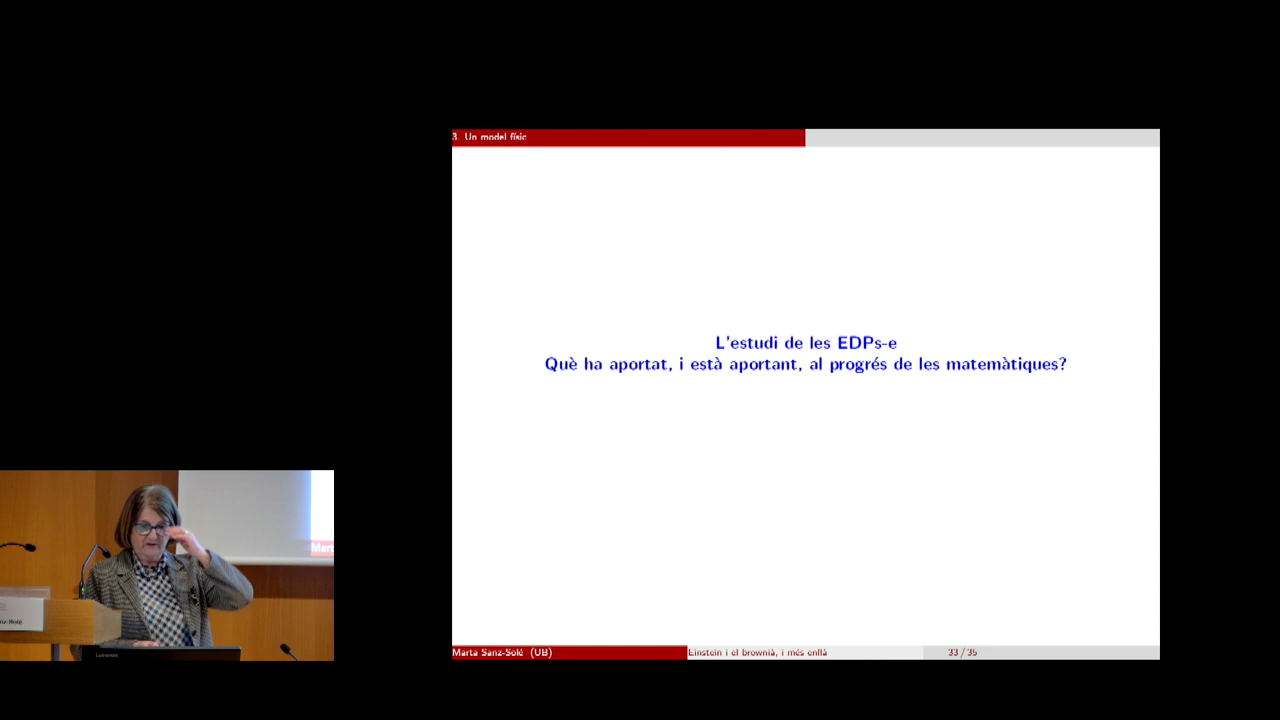 3. Un model físic
L'estudi de les EDPs-e
Què ha aportat, i està aportant, al progrés de les matemàtiques?
Marta Sanz-Solé (UB)
Einstein i el brownià, i més enllà
33 / 35